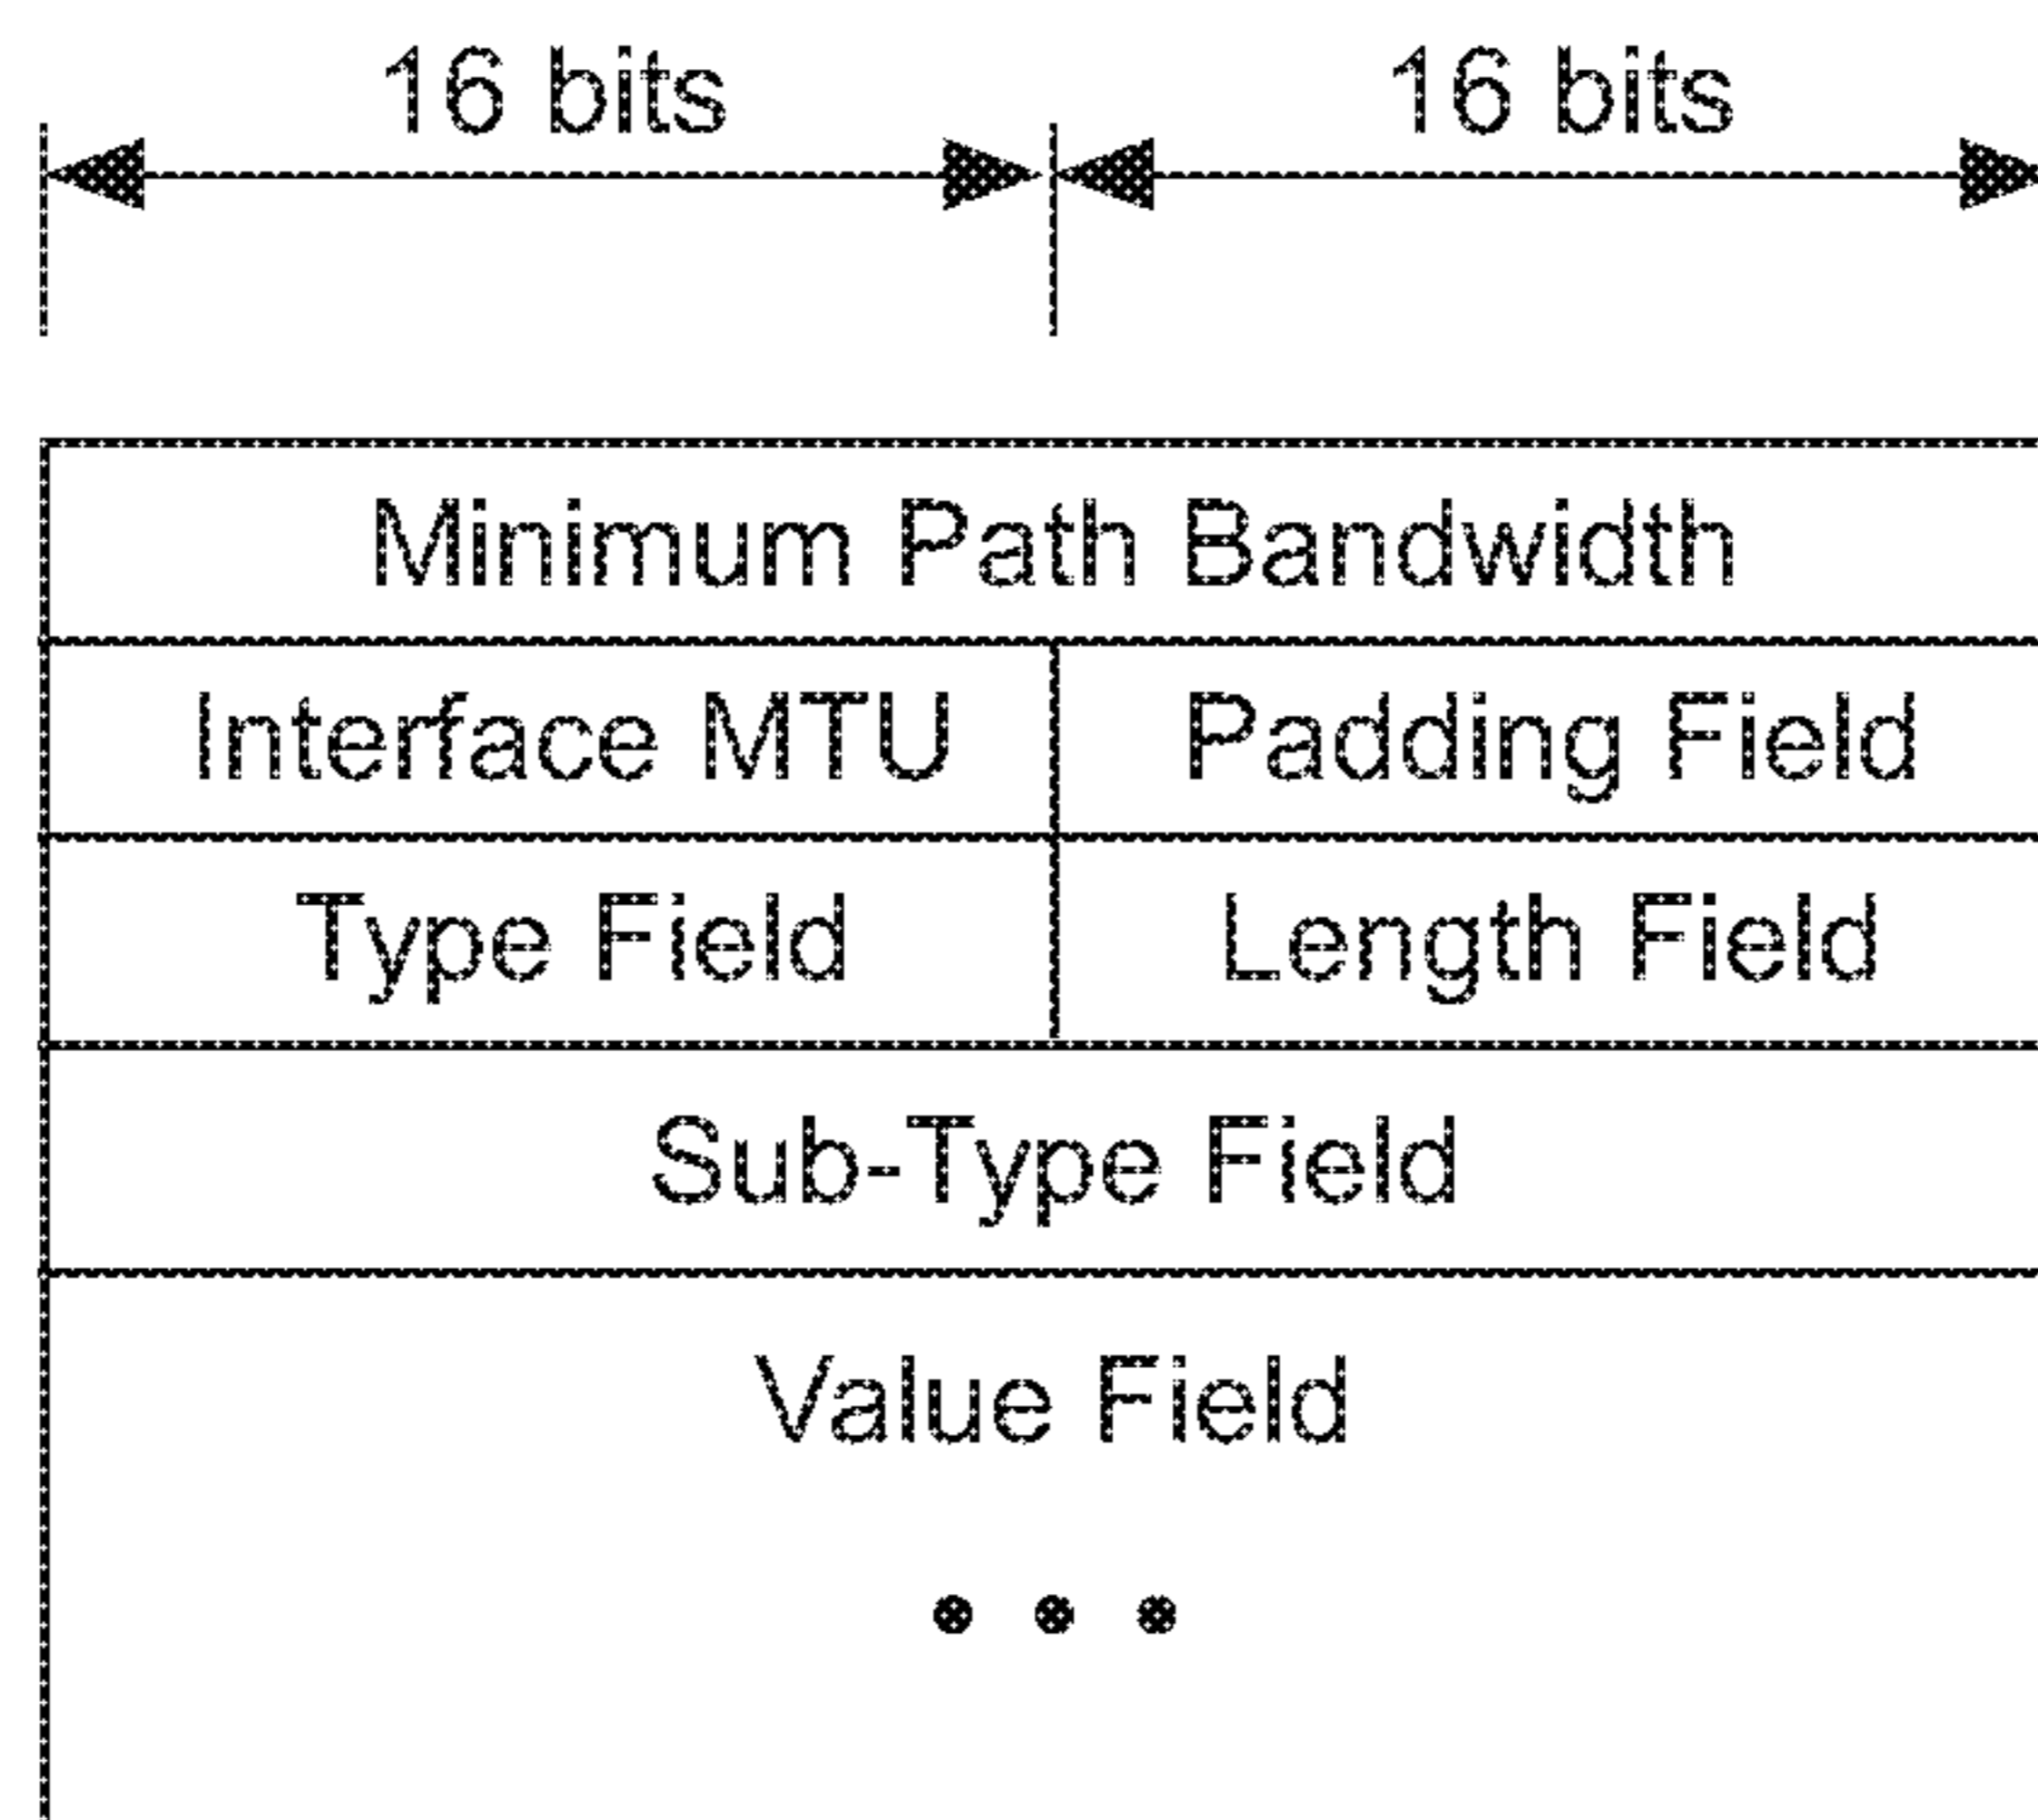 16 bits 16 bits
Minimum Path Bandwidth
Interface MTU Padding Field
Type Field Length Field
Sub-Type Field
Value Field
• • •